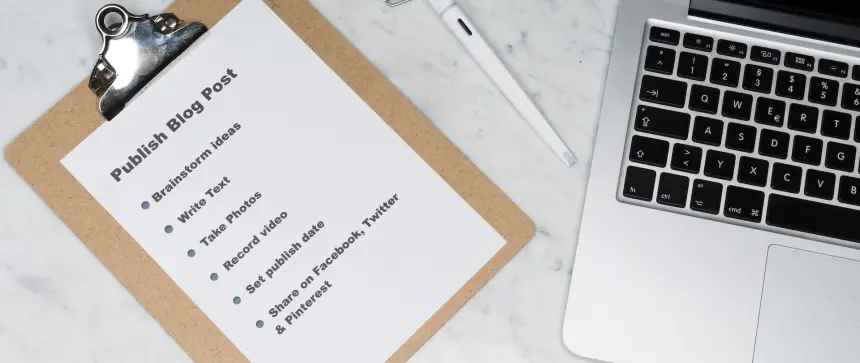 Publish Blog Post
Brainstorm ideas
Write Text
Take Photos
Record video
Set publish date
Share on Facebook, Twitter
& Pinterest
esc
° ^
! 1
" 2
§ 3
$ 4
% 5
& 6
Q W E € R T
A S D F G
> < Y X C V B
fn ctrl cmd ⌘